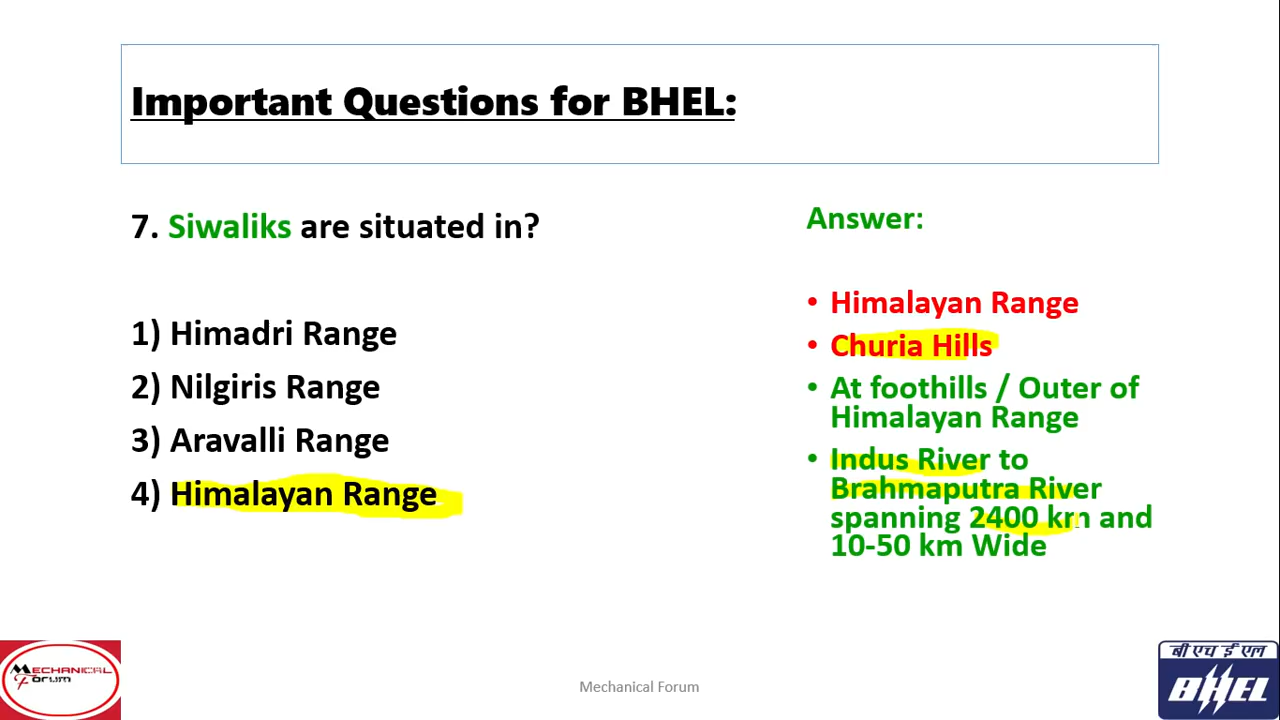 Important Questions for BHEL:
7. Siwaliks are situated in?
1) Himadri Range
2) Nilgiris Range
3) Aravalli Range
4) Himalayan Range
Answer:
• Himalayan Range
• Churia Hills
• At foothills / Outer of
Himalayan Range
• Indus River to
Brahmaputra River
spanning 2400 km and
10-50 km Wide
MECHANICAL
Forum
Mechanical Forum
बी एच ई एल
BHEL